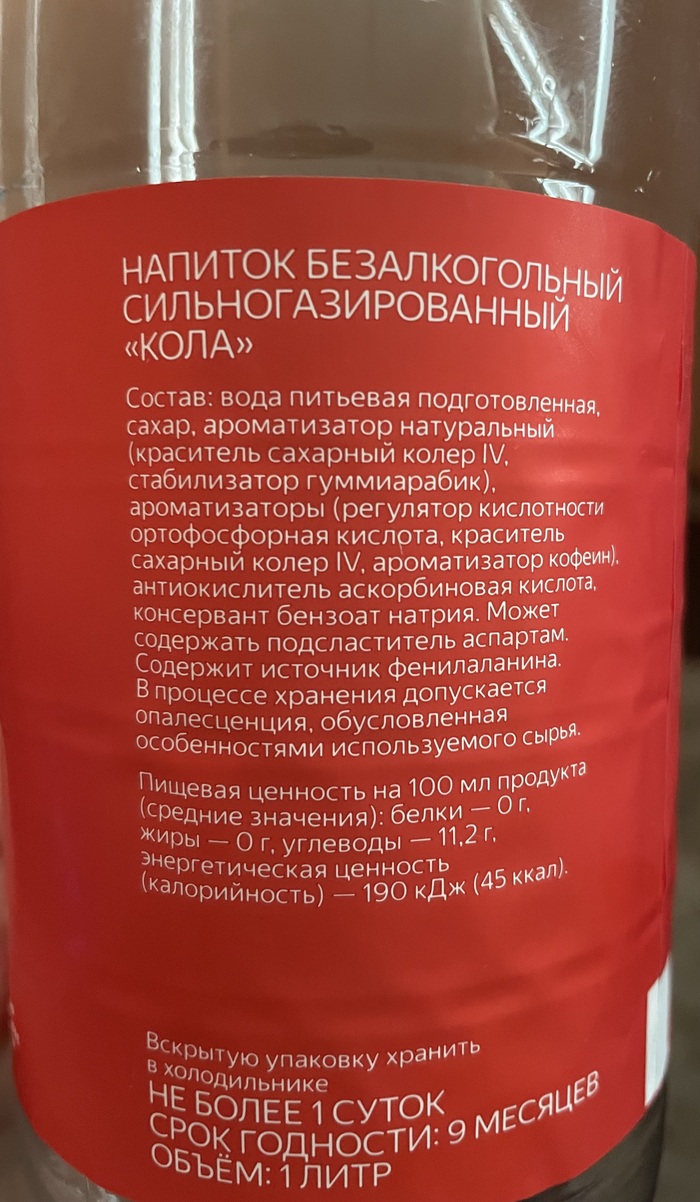 НАПИТОК БЕЗАЛКОГОЛЬНЫЙ
СИЛЬНОГАЗИРОВАННЫЙ
«КОЛА»
Состав: вода питьевая подготовленная,
сахар, ароматизатор натуральный
(краситель сахарный колер IV,
стабилизатор гуммиарабик),
ароматизаторы (регулятор кислотности
ортофосфорная кислота, краситель
сахарный колер IV, ароматизатор кофеин),
антиокислитель аскорбиновая кислота,
консервант бензоат натрия. Может
содержать подсластитель аспартам.
Содержит источник фенилаланина.
В процессе хранения допускается
опалесценция, обусловленная
особенностями используемого сырья.
Пищевая ценность на 100 мл продукта
(средние значения): белки — 0 г,
жиры — 0 г, углеводы — 11,2 г,
энергетическая ценность
(калорийность) — 190 кДж (45 ккал).
Вскрытую упаковку хранить
в холодильнике
НЕ БОЛЕЕ 1 СУТОК
СРОК ГОДНОСТИ: 9 МЕСЯЦЕВ
ОБЪЁМ: 1 ЛИТР